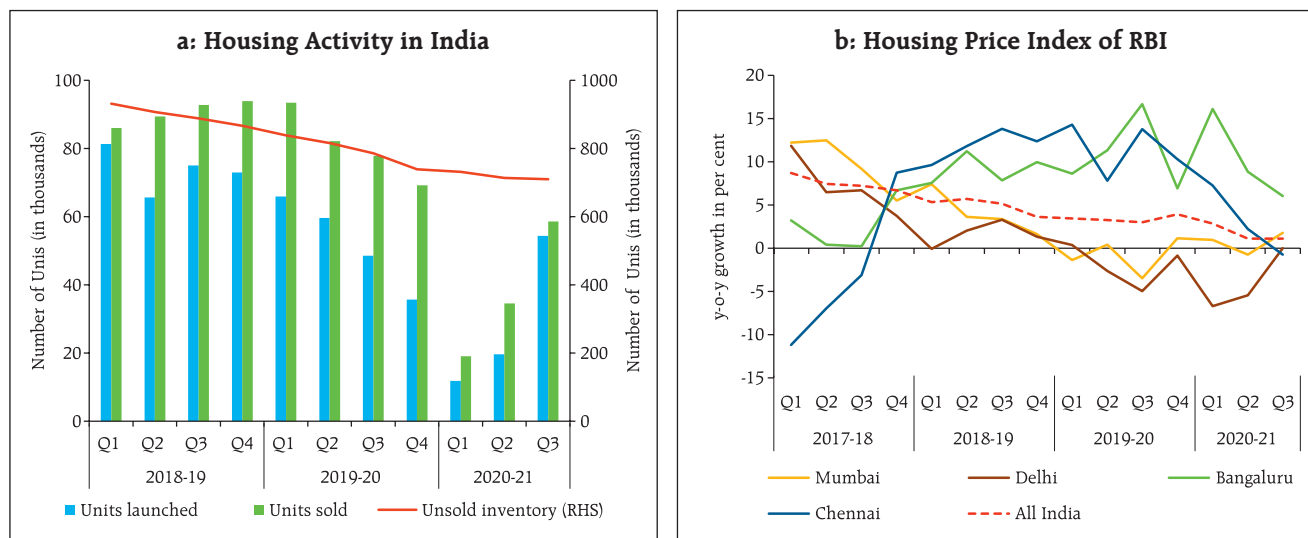 a: Housing Activity in India
Number of Unis (in thousands)
100
80
60
40
20
0
1000
800
600
400
200
0
Number of Unis (in thousands)
Q1 Q2 Q3 Q4 Q1 Q2 Q3 Q4 Q1 Q2 Q3
2018-19 2019-20 2020-21
Units launched Units sold Unsold inventory (RHS)
b: Housing Price Index of RBI
y-o-y growth in per cent
20
15
10
5
0
-5
-10
-15
Q1 Q2 Q3 Q4 Q1 Q2 Q3 Q4 Q1 Q2 Q3 Q4 Q1 Q2 Q3
2017-18 2018-19 2019-20 2020-21
Mumbai Delhi Bangaluru
Chennai All India